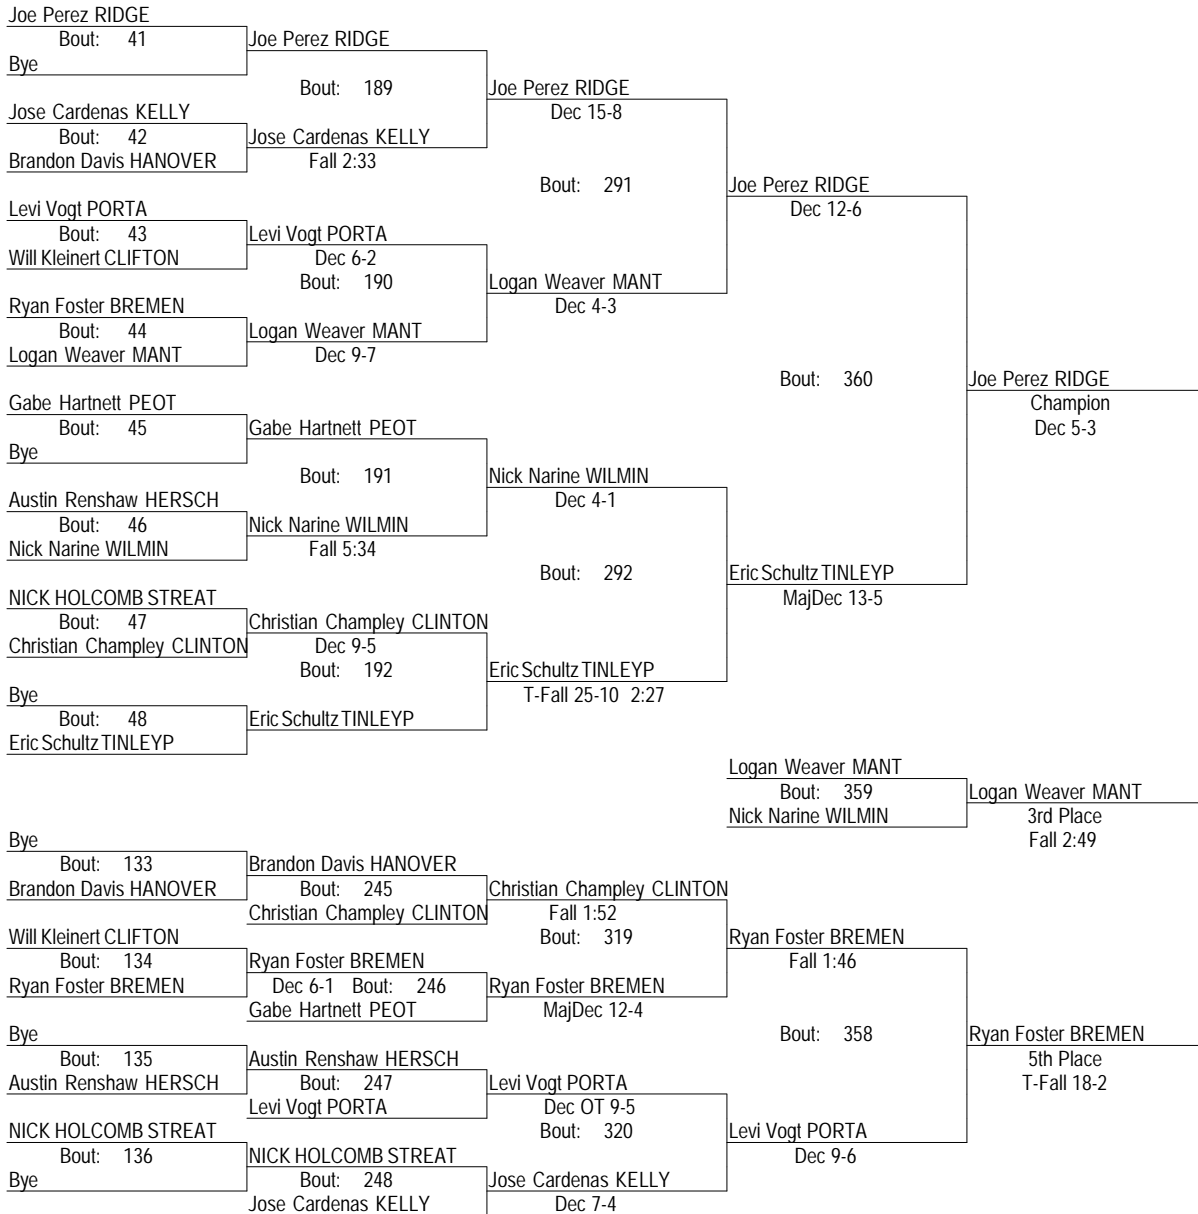 Joe Perez RIDGE
Bout: 41 Joe Perez RIDGE
Bye
Bout: 189 Joe Perez RIDGE
Jose Cardenas KELLY Dec 15-8
Bout: 42 Jose Cardenas KELLY
Brandon Davis HANOVER Fall 2:33
Bout: 291 Joe Perez RIDGE
Levi Vogt PORTA Dec 12-6
Bout: 43 Levi Vogt PORTA
Will Kleinert CLIFTON Dec 6-2
Bout: 190 Logan Weaver MANT
Ryan Foster BREMEN Dec 4-3
Bout: 44 Logan Weaver MANT
Logan Weaver MANT Dec 9-7
Bout: 360 Joe Perez RIDGE
Gabe Hartnett PEOT Champion
Bout: 45 Gabe Hartnett PEOT Dec 5-3
Bye
Bout: 191 Nick Narine WILMIN
Austin Renshaw HERSCH Dec 4-1
Bout: 46 Nick Narine WILMIN
Nick Narine WILMIN Fall 5:34
Bout: 292 Eric Schultz TINLEYP
NICK HOLCOMB STREAT MajDec 13-5
Bout: 47 Christian Champley CLINTON
Christian Champley CLINTON Dec 9-5
Bout: 192 Eric Schultz TINLEYP
Bye T-Fall 25-10 2:27
Bout: 48 Eric Schultz TINLEYP
Eric Schultz TINLEYP
Logan Weaver MANT
Bout: 359 Logan Weaver MANT
Nick Narine WILMIN 3rd Place
Bye Fall 2:49
Bout: 133 Brandon Davis HANOVER
Brandon Davis HANOVER Bout: 245 Christian Champley CLINTON
Christian Champley CLINTON Fall 1:52
Will Kleinert CLIFTON Bout: 319 Ryan Foster BREMEN
Bout: 134 Ryan Foster BREMEN Fall 1:46
Ryan Foster BREMEN Dec 6-1 Bout: 246 Ryan Foster BREMEN
Gabe Hartnett PEOT MajDec 12-4
Bye Bout: 358 Ryan Foster BREMEN
Bout: 135 Austin Renshaw HERSCH 5th Place
Austin Renshaw HERSCH Bout: 247 Levi Vogt PORTA T-Fall 18-2
Levi Vogt PORTA Dec OT 9-5
NICK HOLCOMB STREAT Bout: 320 Levi Vogt PORTA
Bout: 136 NICK HOLCOMB STREAT Dec 9-6
Bye Bout: 248 Jose Cardenas KELLY
Jose Cardenas KELLY Dec 7-4